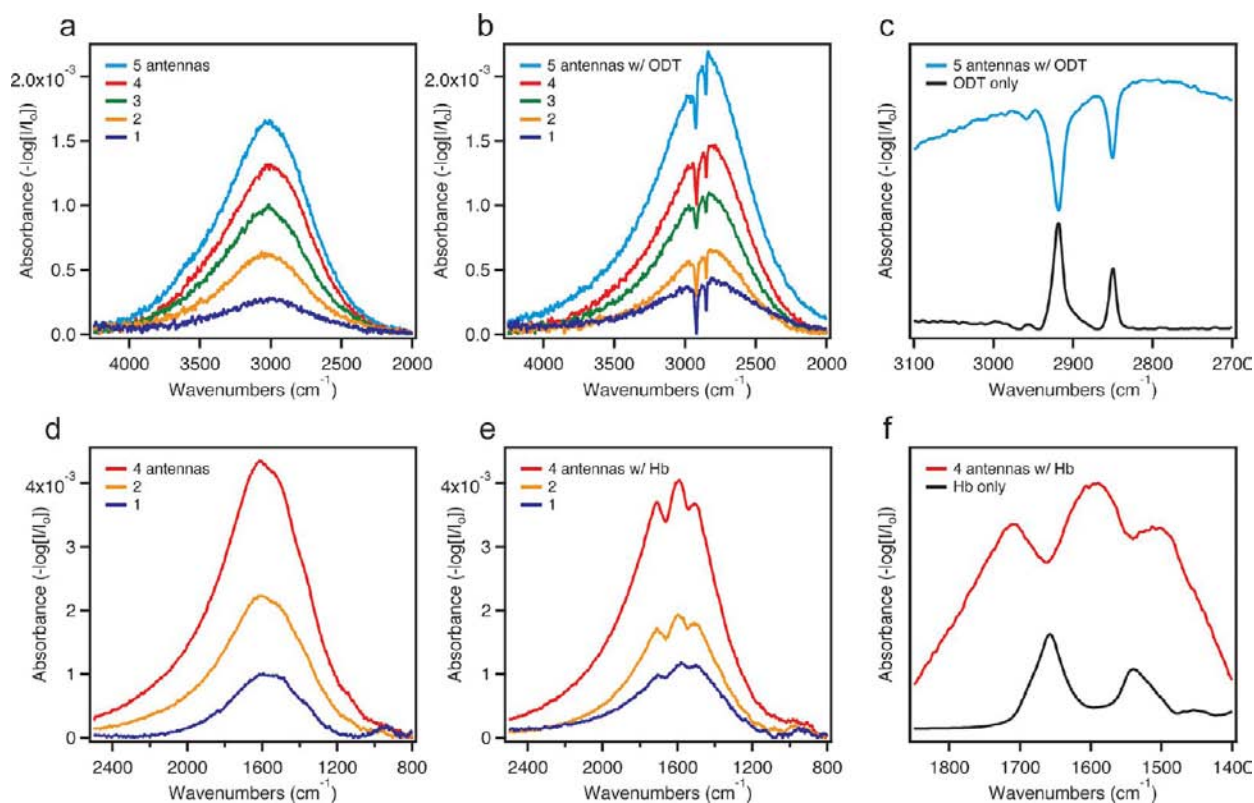 a
2.0x10⁻³
1.5
1.0
0.5
0.0
Absorbance (-log[I/I₀])
5 antennas
4
3
2
1
4000 3500 3000 2500 2000
Wavenumbers (cm⁻¹)
b
2.0x10⁻³
1.5
1.0
0.5
0.0
Absorbance (-log[I/I₀])
5 antennas w/ ODT
4
3
2
1
4000 3500 3000 2500 2000
Wavenumbers (cm⁻¹)
c
Absorbance (-log[I/I₀])
5 antennas w/ ODT
ODT only
3100 3000 2900 2800 2700
Wavenumbers (cm⁻¹)
d
4x10⁻³
3
2
1
0
Absorbance (-log[I/I₀])
4 antennas
2
1
2400 2000 1600 1200 800
Wavenumbers (cm⁻¹)
e
4x10⁻³
3
2
1
0
Absorbance (-log[I/I₀])
4 antennas w/ Hb
2
1
2400 2000 1600 1200 800
Wavenumbers (cm⁻¹)
f
Absorbance (-log[I/I₀])
4 antennas w/ Hb
Hb only
1800 1700 1600 1500 1400
Wavenumbers (cm⁻¹)